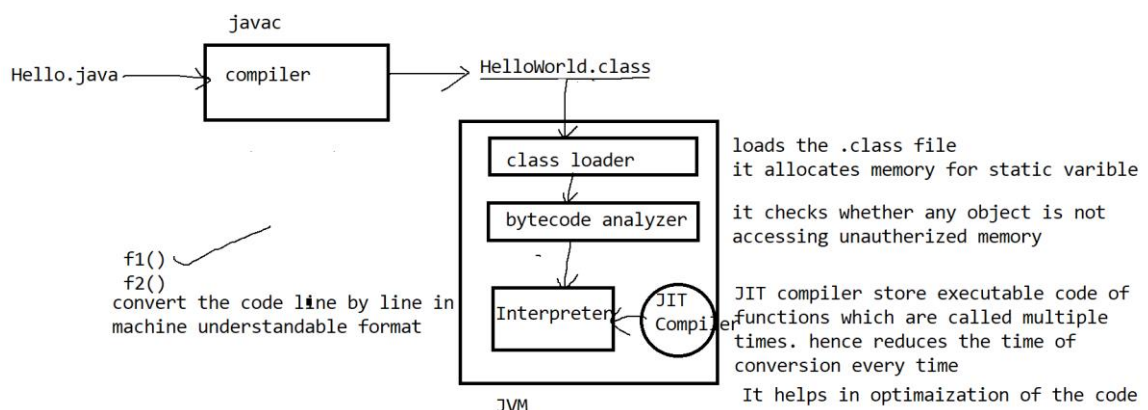 javac
Hello.java
compiler
HelloWorld.class
class loader
loads the .class file
it allocates memory for static varible
bytecode analyzer
it checks whether any object is not
accessing unautherized memory
f1()
f2()
convert the code line by line in
machine understandable format
Interpreter
JIT
Compiler
JIT compiler store executable code of
functions which are called multiple
times. hence reduces the time of
conversion every time
It helps in optimaization of the code
JVM